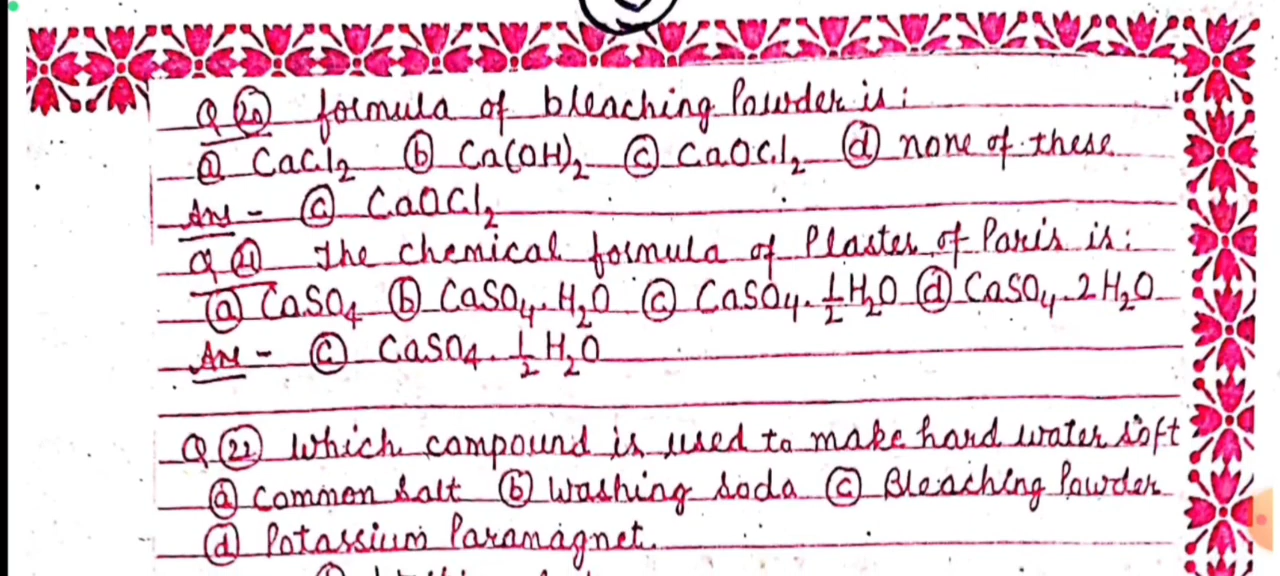 Q (20) formula of bleaching Powder is :
(a) CaCl₂ (b) Ca(OH)₂ (c) CaOCl₂ (d) none of these
Ans - (c) CaOCl₂
Q (21) The chemical formula of Plaster of Paris is :
(a) CaSO₄ (b) CaSO₄.H₂O (c) CaSO₄.½H₂O (d) CaSO₄.2H₂O
Ans - (c) CaSO₄.½H₂O
Q (22) Which compound is used to make hard water soft
(a) Common Salt (b) Washing Soda (c) Bleaching Powder
(d) Potassium Paramagnet.